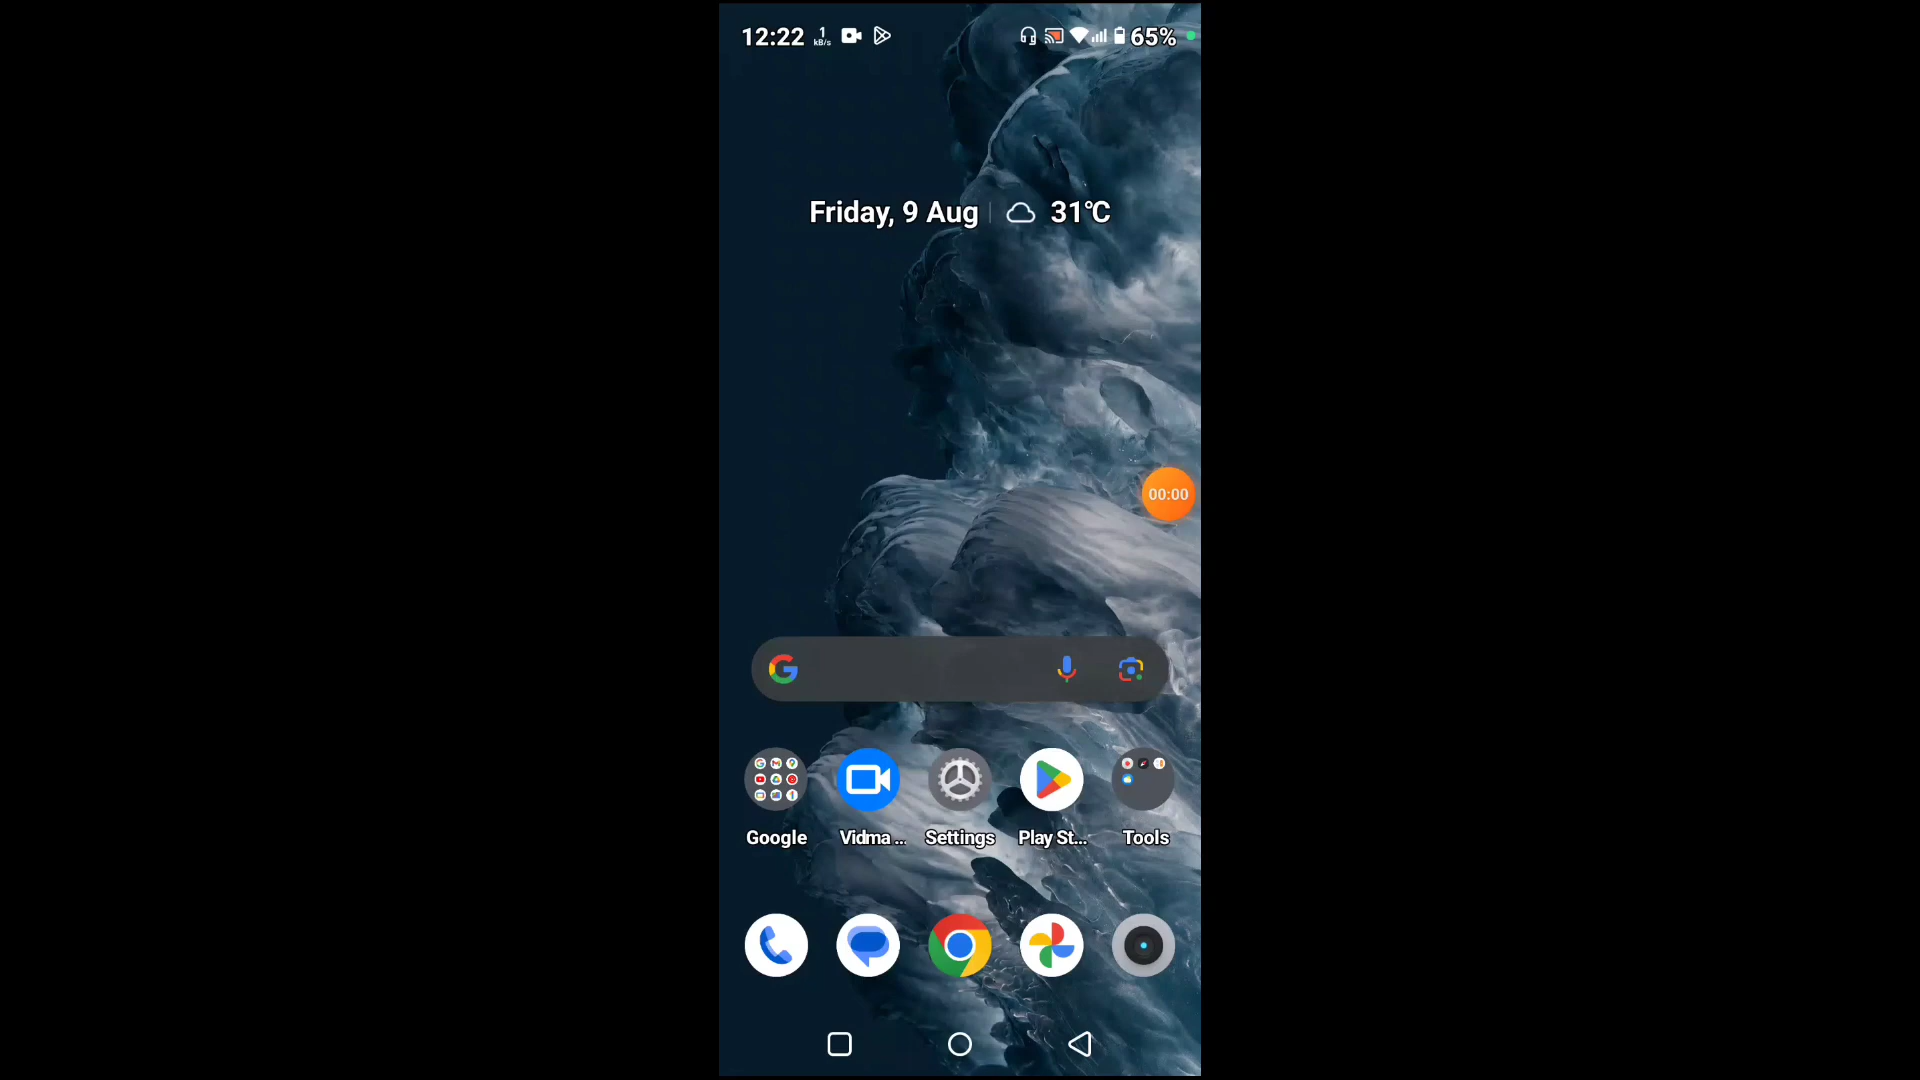 12:22 1 kB/s 65%
Friday, 9 Aug 31°C
00:00
Google Vidma ... Settings Play St... Tools